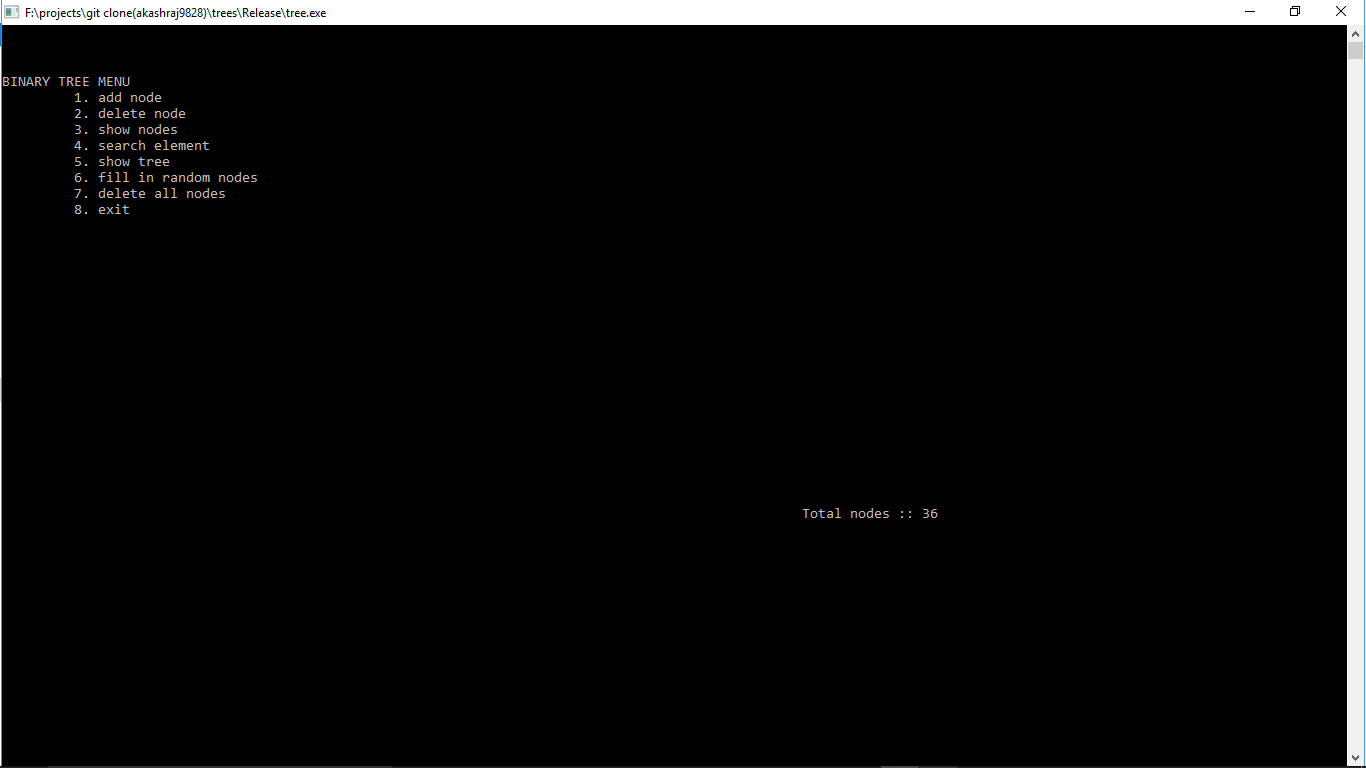 F:\projects\git clone(akashraj9828)\trees\Release\tree.exe
BINARY TREE MENU
1. add node
2. delete node
3. show nodes
4. search element
5. show tree
6. fill in random nodes
7. delete all nodes
8. exit
Total nodes :: 36